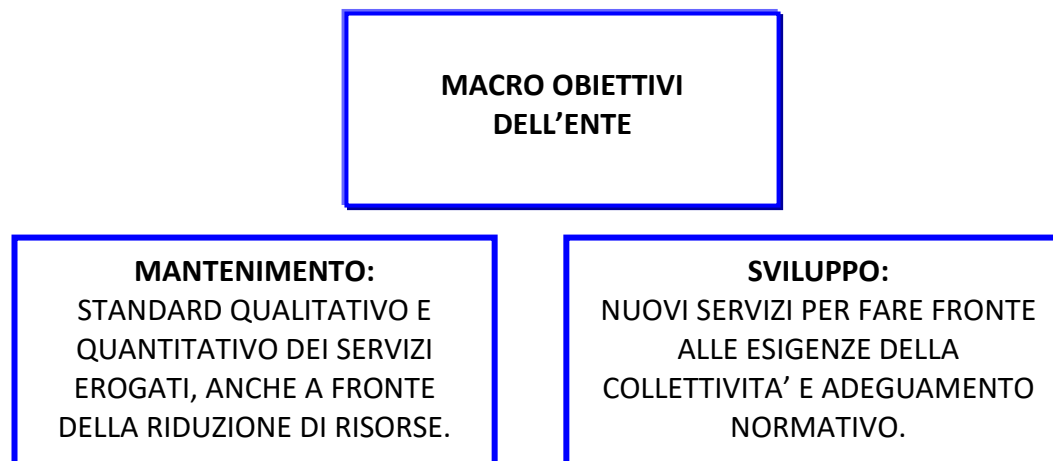 MACRO OBIETTIVI
DELL’ENTE
MANTENIMENTO:
STANDARD QUALITATIVO E
QUANTITATIVO DEI SERVIZI
EROGATI, ANCHE A FRONTE
DELLA RIDUZIONE DI RISORSE.
SVILUPPO:
NUOVI SERVIZI PER FARE FRONTE
ALLE ESIGENZE DELLA
COLLETTIVITA’ E ADEGUAMENTO
NORMATIVO.